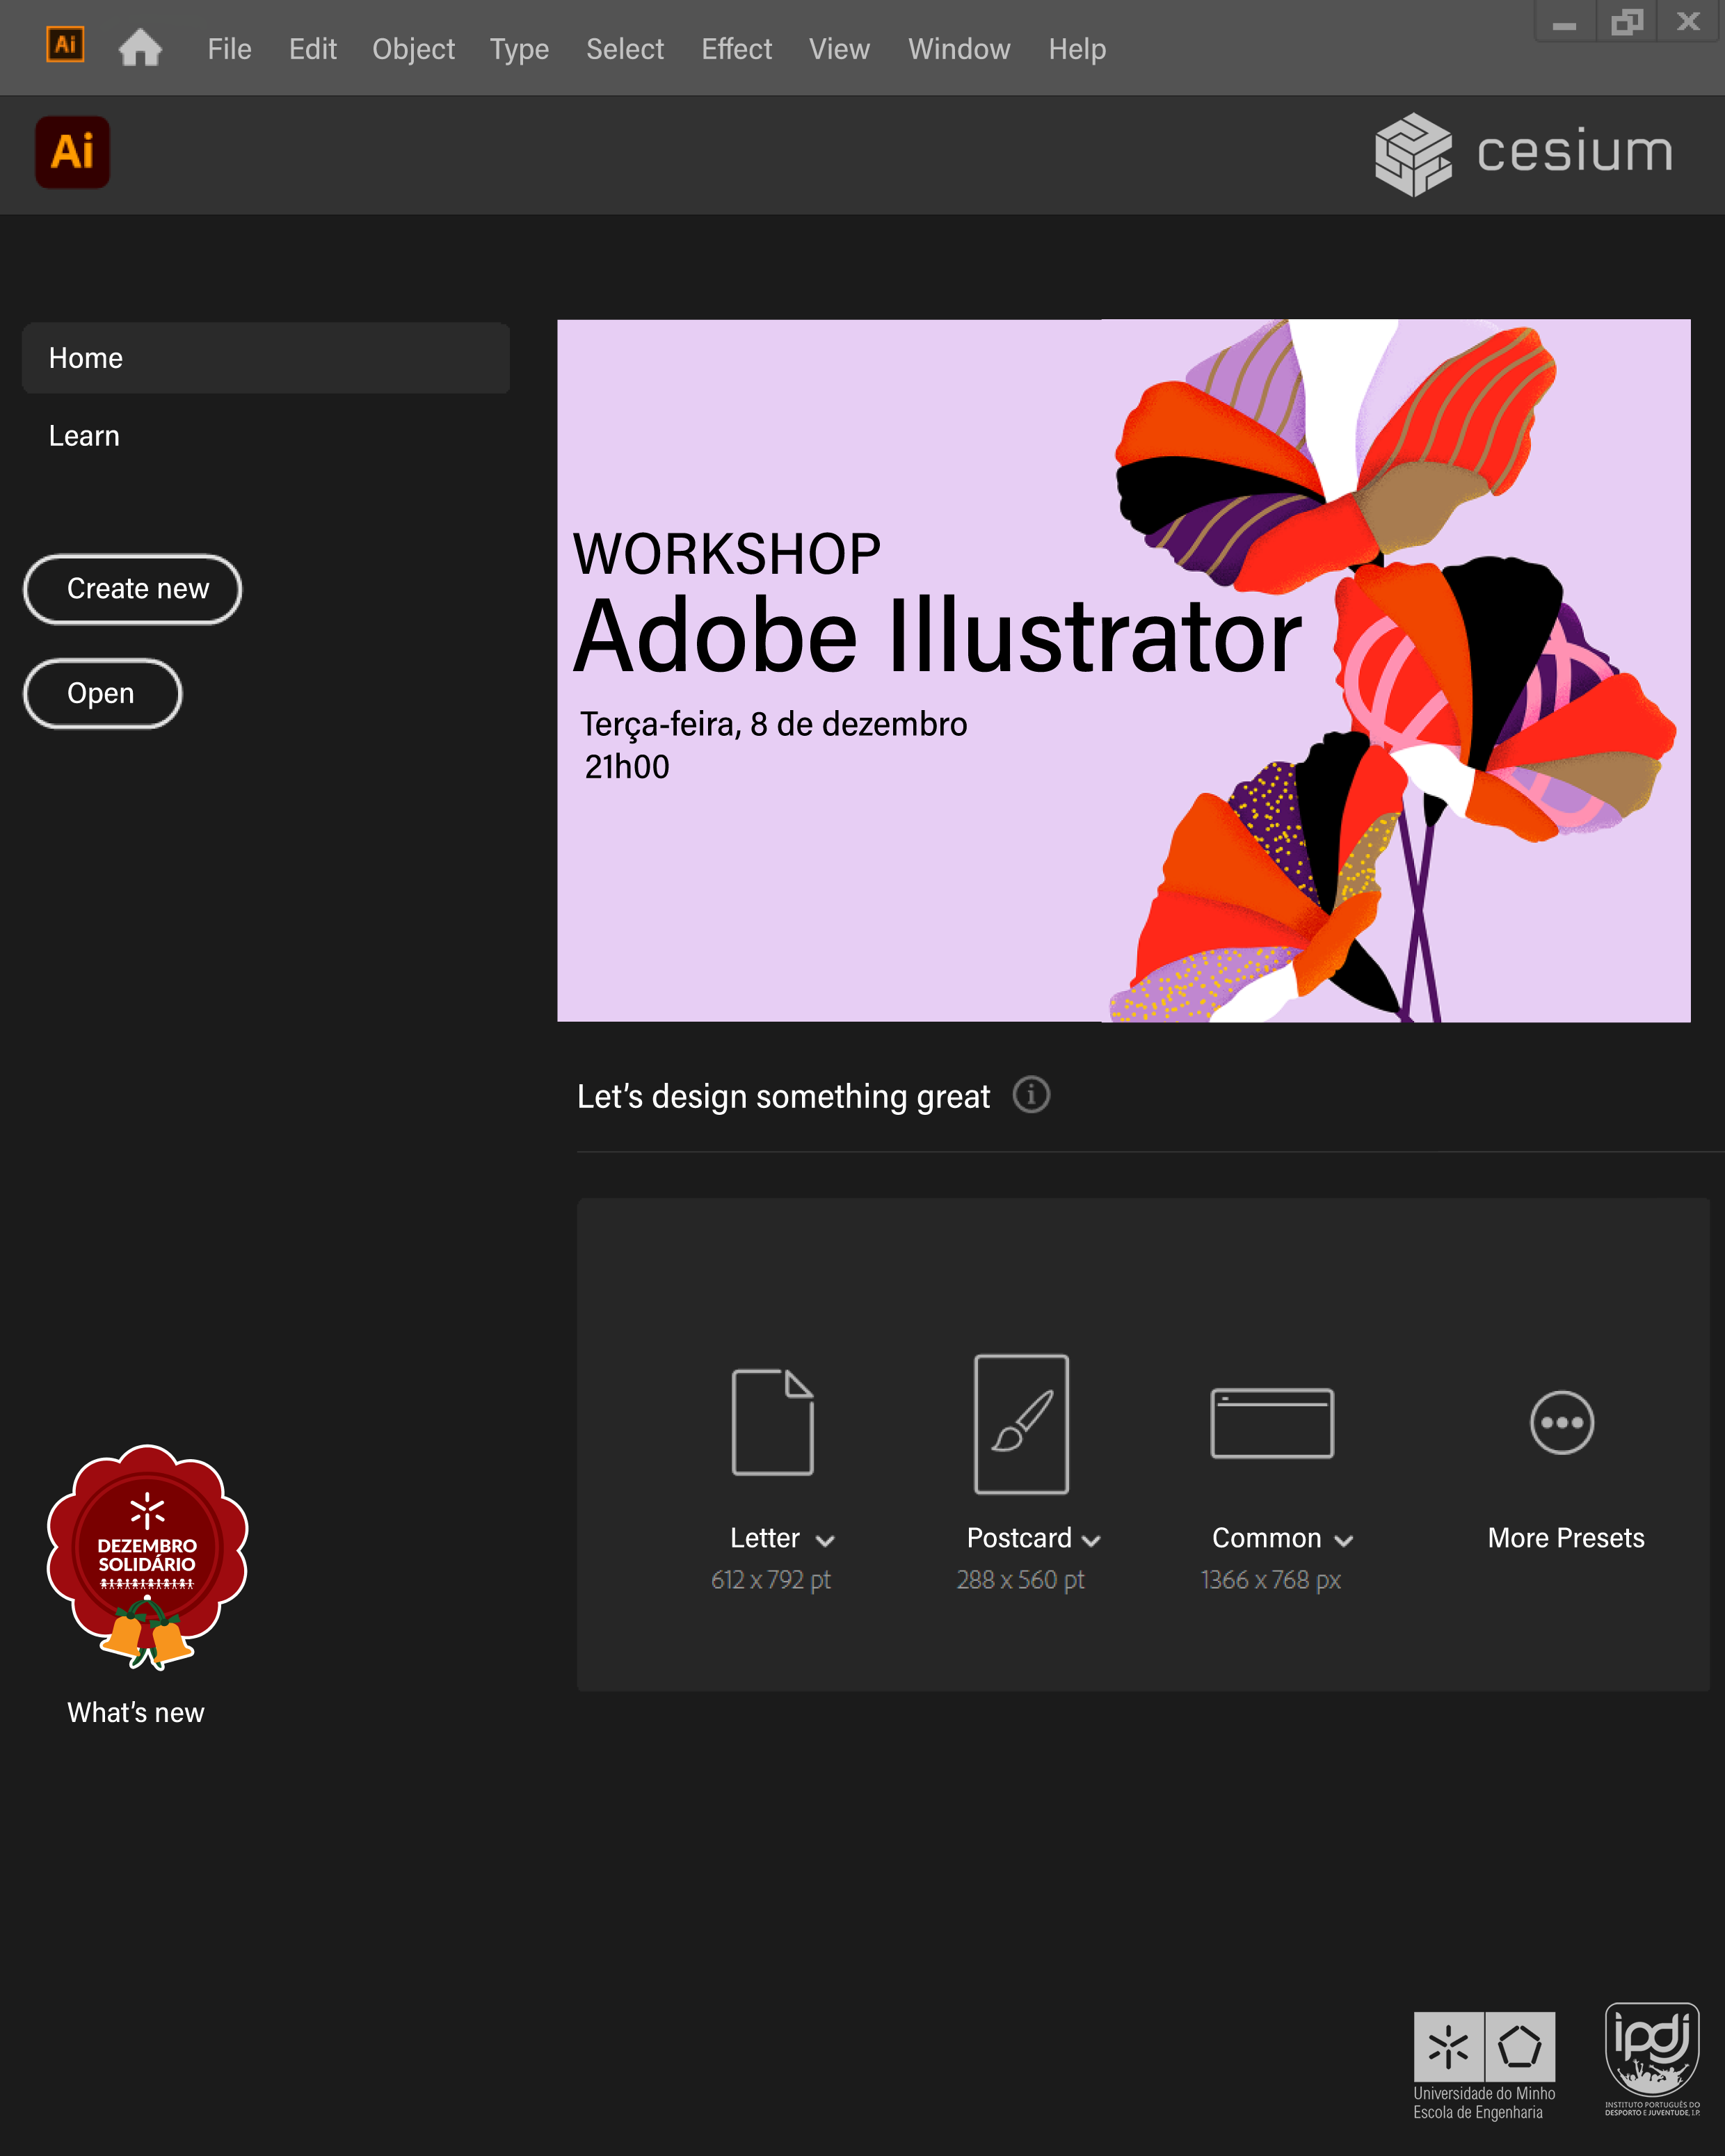 Ai File Edit Object Type Select Effect View Window Help
Ai
cesium
Home
Learn
Create new
Open
WORKSHOP
Adobe Illustrator
Terça-feira, 8 de dezembro
21h00
Let’s design something great
Letter
612 x 792 pt
Postcard
288 x 560 pt
Common
1366 x 768 px
More Presets
DEZEMBRO
SOLIDÁRIO
What’s new
Universidade do Minho
Escola de Engenharia
ipdj
INSTITUTO PORTUGUÊS DO
DESPORTO E JUVENTUDE, I.P.